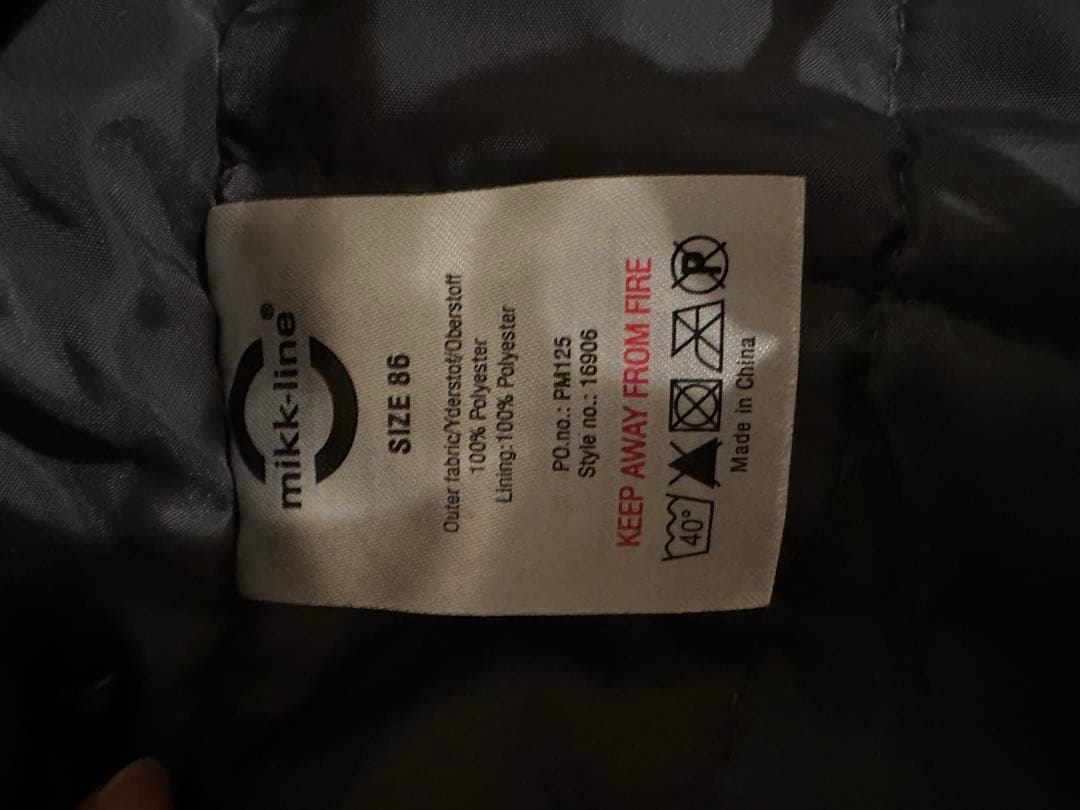 mikk-line®
SIZE 86
Outer fabric/Yderstof/Oberstoff
100% Polyester
Lining:100% Polyester
PO.no.: PM125
Style no.: 16906
KEEP AWAY FROM FIRE
40° P
Made in China